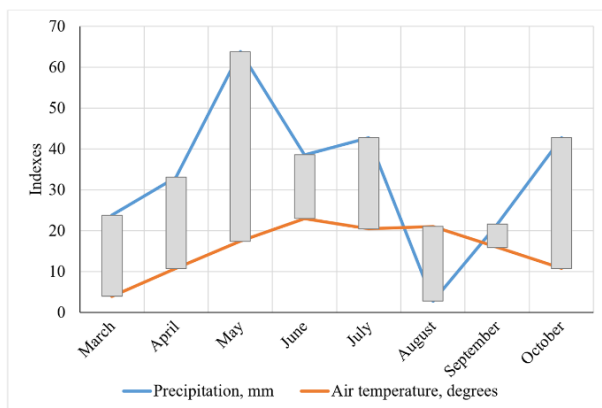 70
60
50
40
30
20
10
0
Indexes
March
April
May
June
July
August
September
October
Precipitation, mm
Air temperature, degrees